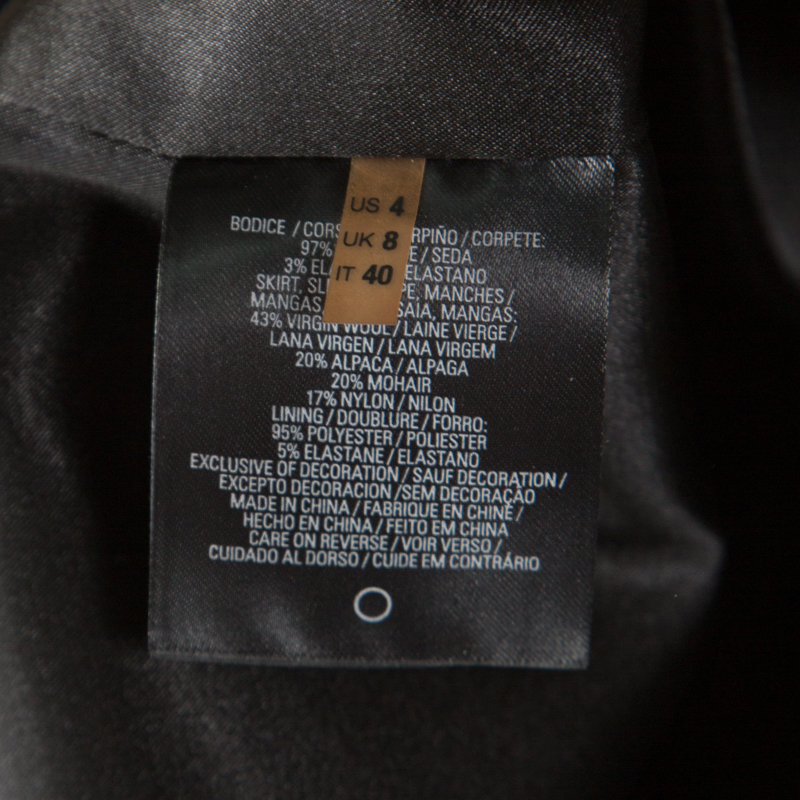 US 4
UK 8
IT 40
BODICE / CORS RPIÑO / CORPETE:
97% E / SEDA
3% EL ELASTANO
SKIRT, SL PE, MANCHES /
MANGAS SAIA, MANGAS:
43% VIRGIN WOOL / LAINE VIERGE /
LANA VIRGEN / LANA VIRGEM
20% ALPACA / ALPAGA
20% MOHAIR
17% NYLON / NILON
LINING / DOUBLURE / FORRO:
95% POLYESTER / POLIESTER
5% ELASTANE / ELASTANO
EXCLUSIVE OF DECORATION / SAUF DECORATION /
EXCEPTO DECORACION / SEM DECORAÇÃO
MADE IN CHINA / FABRIQUE EN CHINE /
HECHO EN CHINA / FEITO EM CHINA
CARE ON REVERSE / VOIR VERSO /
CUIDADO AL DORSO / CUIDE EM CONTRÁRIO